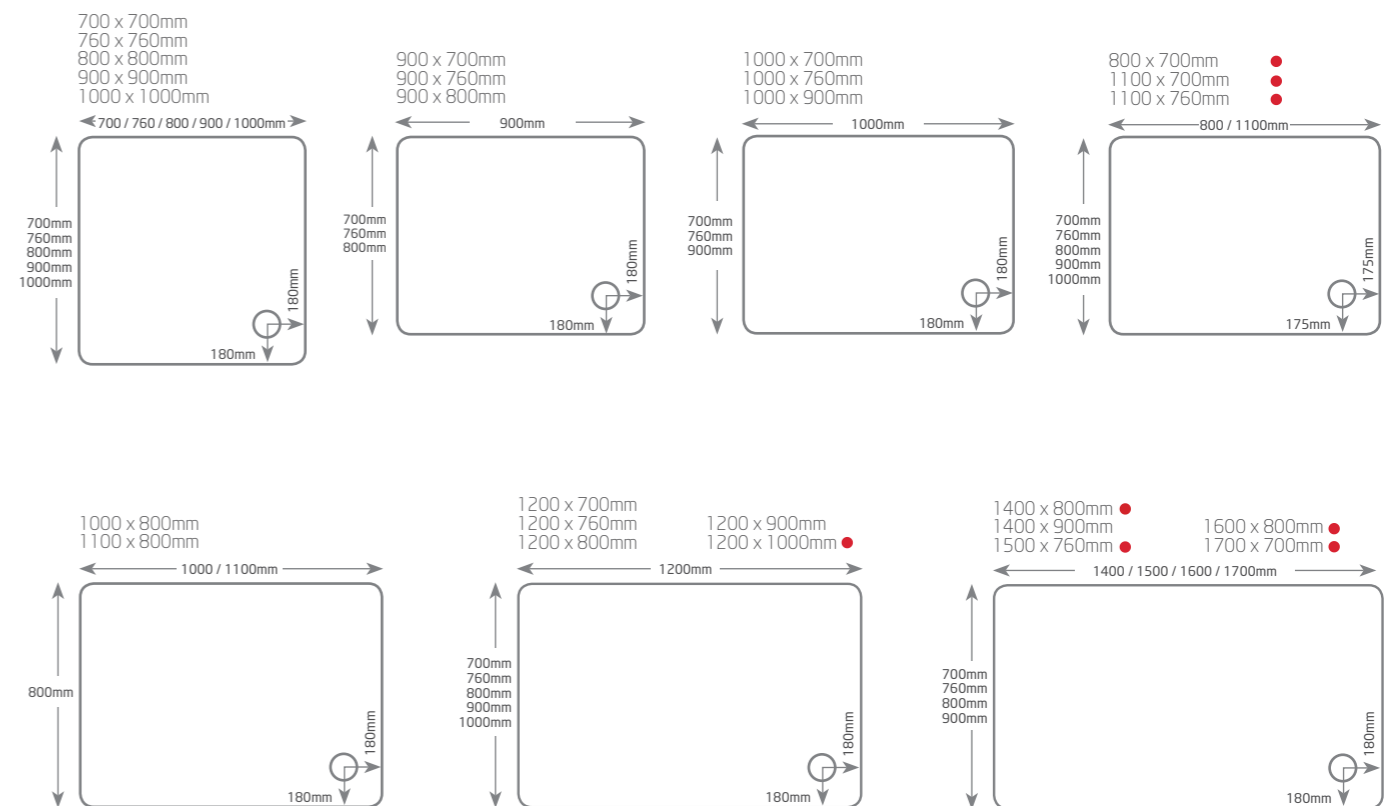 700 x 700mm
760 x 760mm
800 x 800mm
900 x 900mm
1000 x 1000mm
700 / 760 / 800 / 900 / 1000mm
700mm
760mm
800mm
900mm
1000mm
180mm
180mm
900 x 700mm
900 x 760mm
900 x 800mm
900mm
700mm
760mm
800mm
180mm
180mm
1000 x 700mm
1000 x 760mm
1000 x 900mm
1000mm
700mm
760mm
900mm
180mm
180mm
800 x 700mm
1100 x 700mm
1100 x 760mm
800 / 1100mm
700mm
760mm
800mm
900mm
1000mm
175mm
175mm
1000 x 800mm
1100 x 800mm
1000 / 1100mm
800mm
180mm
180mm
1200 x 700mm
1200 x 760mm
1200 x 800mm
1200 x 900mm
1200 x 1000mm
1200mm
700mm
760mm
800mm
900mm
1000mm
180mm
180mm
1400 x 800mm
1400 x 900mm
1500 x 760mm
1600 x 800mm
1700 x 700mm
1400 / 1500 / 1600 / 1700mm
700mm
760mm
800mm
900mm
180mm
180mm